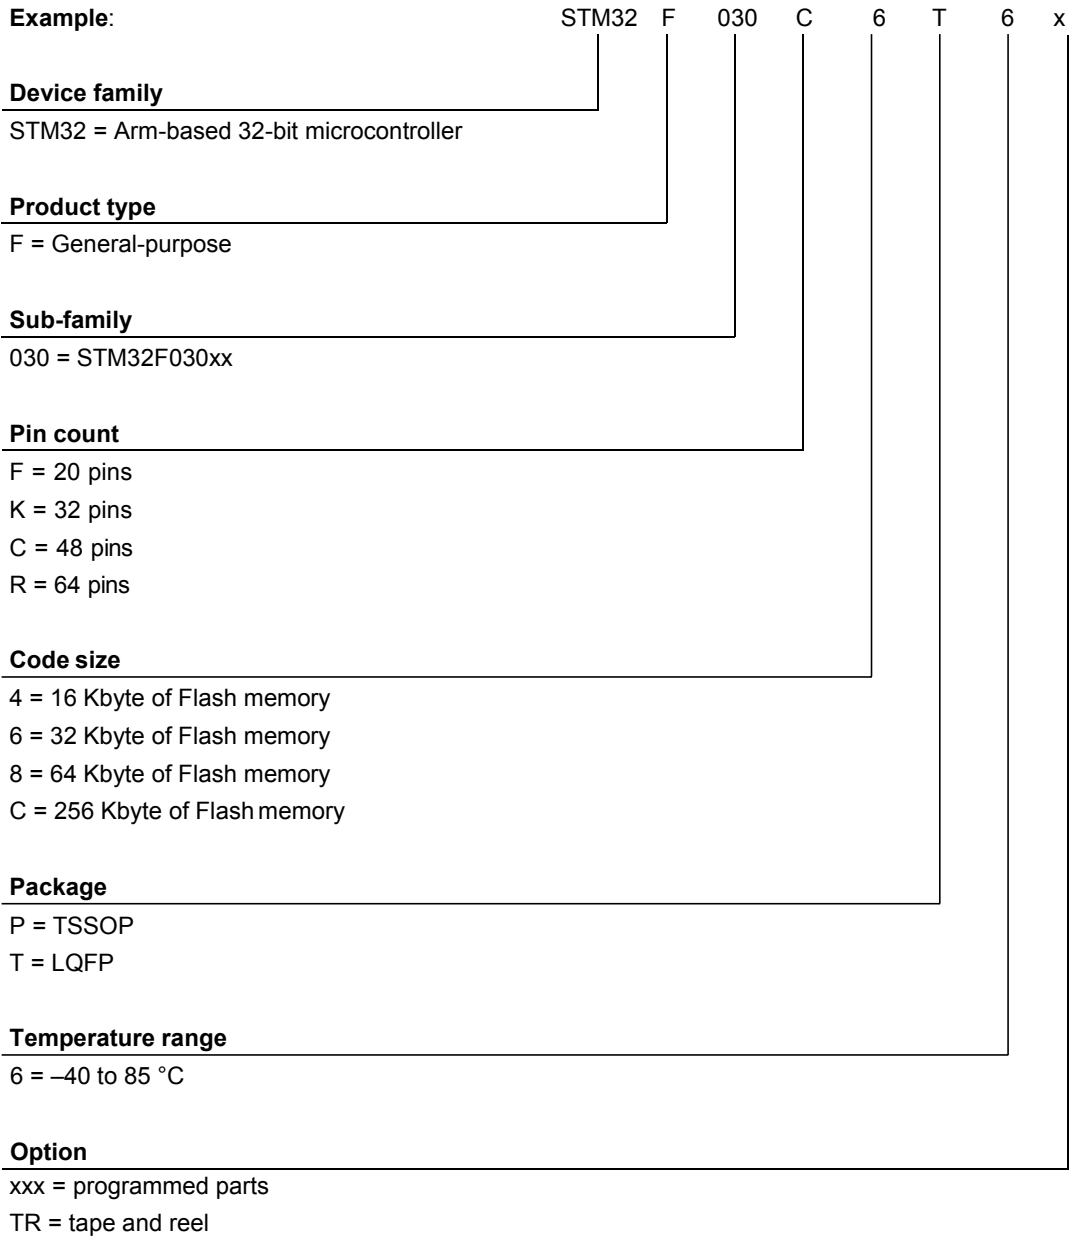 Example: STM32 F 030 C 6 T 6 x
Device family
STM32 = Arm-based 32-bit microcontroller
Product type
F = General-purpose
Sub-family
030 = STM32F030xx
Pin count
F = 20 pins
K = 32 pins
C = 48 pins
R = 64 pins
Code size
4 = 16 Kbyte of Flash memory
6 = 32 Kbyte of Flash memory
8 = 64 Kbyte of Flash memory
C = 256 Kbyte of Flash memory
Package
P = TSSOP
T = LQFP
Temperature range
6 = –40 to 85 °C
Option
xxx = programmed parts
TR = tape and reel